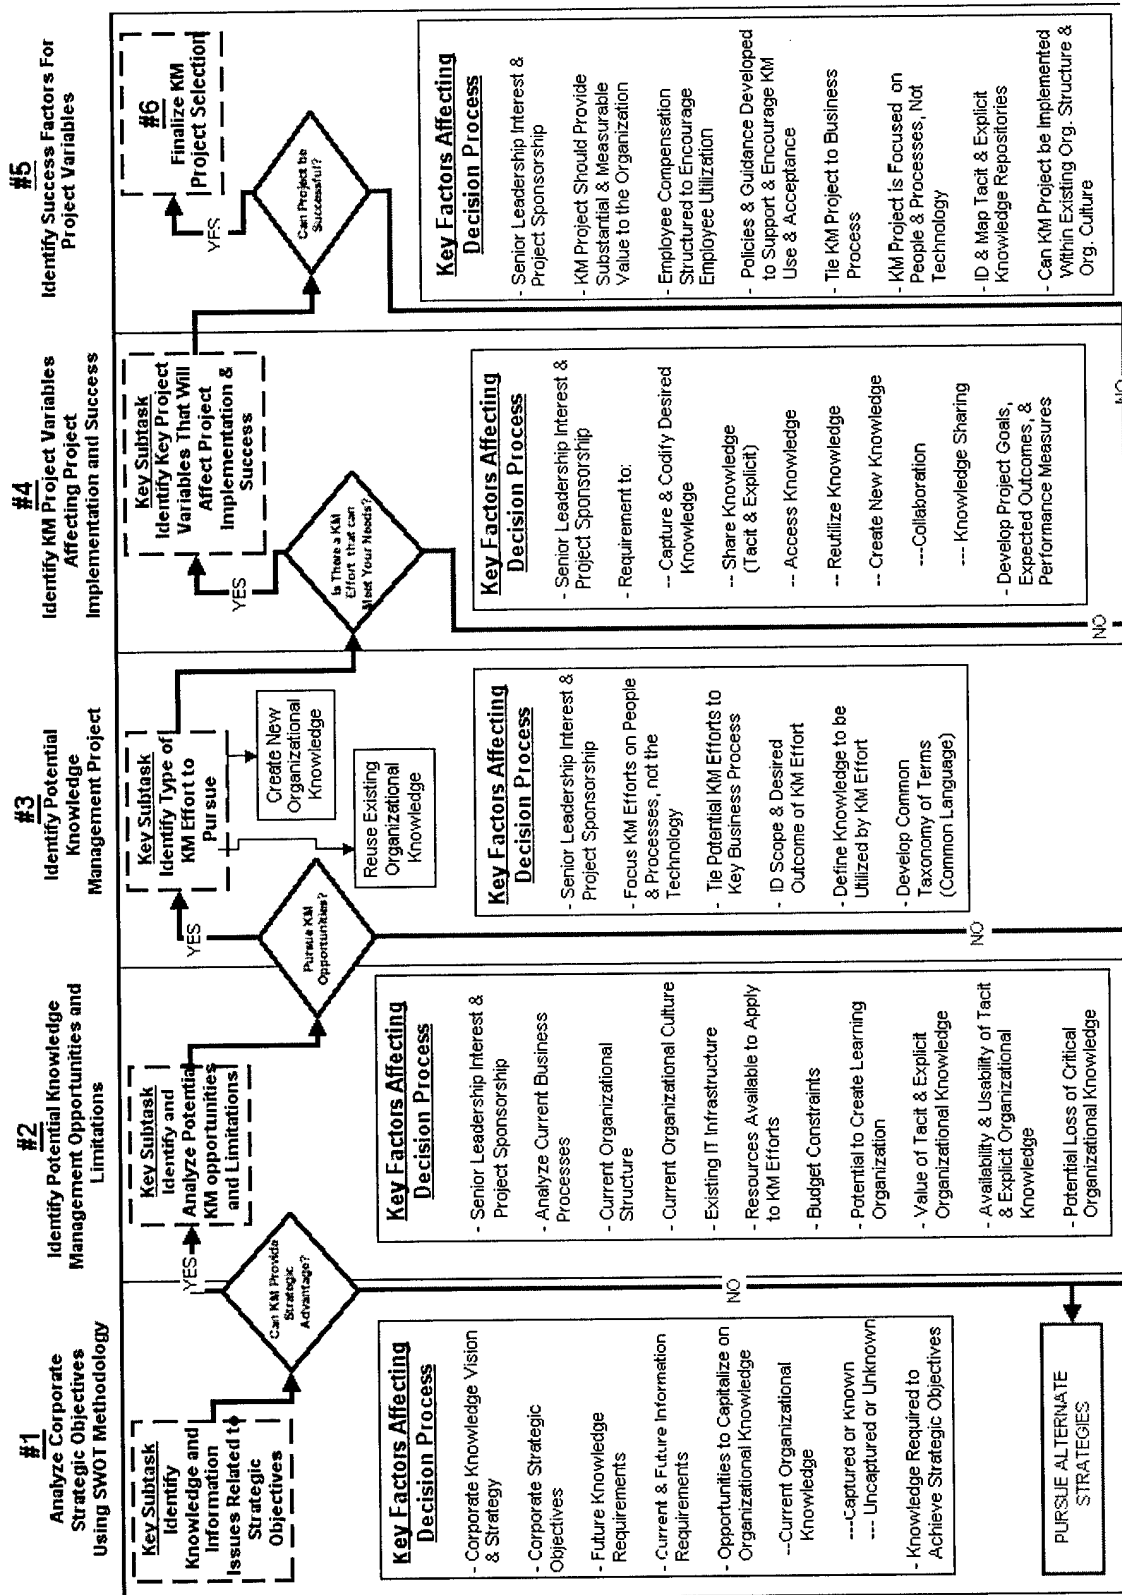 #1
Analyze Corporate
Strategic Objectives
Using SWOT Methodology
Key Subtask
Identify
Knowledge and
Information
Issues Related to
Strategic
Objectives
Can KM Provide
Strategic
Advantage?
YES
NO
Key Factors Affecting
Decision Process
- Corporate Knowledge Vision
& Strategy
- Corporate Strategic
Objectives
- Future Knowledge
Requirements
- Current & Future Information
Requirements
- Opportunities to Capitalize on
Organizational Knowledge
--Current Organizational
Knowledge
---Captured or Known
--- Uncaptured or Unknown
- Knowledge Required to
Achieve Strategic Objectives
PURSUE ALTERNATE
STRATEGIES
#2
Identify Potential Knowledge
Management Opportunities and
Limitations
Key Subtask
Identify and
Analyze Potential
KM opportunities
and Limitations
Pursue KM
Opportunities?
YES
NO
Key Factors Affecting
Decision Process
- Senior Leadership Interest &
Project Sponsorship
- Analyze Current Business
Processes
- Current Organizational
Structure
- Current Organizational Culture
- Existing IT Infrastructure
- Resources Available to Apply
to KM Efforts
- Budget Constraints
- Potential to Create Learning
Organization
- Value of Tacit & Explicit
Organizational Knowledge
- Availability & Usability of Tacit
& Explicit Organizational
Knowledge
- Potential Loss of Critical
Organizational Knowledge
#3
Identify Potential
Knowledge
Management Project
Key Subtask
Identify Type of
KM Effort to
Pursue
Reuse Existing
Organizational
Knowledge
Create New
Organizational
Knowledge
Is There a KM
Effort that can
Meet Your Needs?
YES
NO
Key Factors Affecting
Decision Process
- Senior Leadership Interest &
Project Sponsorship
- Focus KM Efforts on People
& Processes, not the
Technology
- Tie Potential KM Efforts to
Key Business Process
- ID Scope & Desired
Outcome of KM Effort
- Define Knowledge to be
Utilized by KM Effort
- Develop Common
Taxonomy of Terms
(Common Language)
#4
Identify KM Project Variables
Affecting Project
Implementation and Success
Key Subtask
Identify Key Project
Variables That Will
Affect Project
Implementation &
Success
Key Factors Affecting
Decision Process
- Senior Leadership Interest &
Project Sponsorship
- Requirement to:
-- Capture & Codify Desired
Knowledge
-- Share Knowledge
(Tacit & Explicit)
-- Access Knowledge
-- Reutilize Knowledge
-- Create New Knowledge
---Collaboration
--- Knowledge Sharing
- Develop Project Goals,
Expected Outcomes, &
Performance Measures
NO
#5
Identify Success Factors For
Project Variables
#6
Finalize KM
Project Selection
YES
Can Project be
Successful?
Key Factors Affecting
Decision Process
- Senior Leadership Interest &
Project Sponsorship
- KM Project Should Provide
Substantial & Measurable
Value to the Organization
- Employee Compensation
Structured to Encourage
Employee Utilization
- Policies & Guidance Developed
to Support & Encourage KM
Use & Acceptance
- Tie KM Project to Business
Process
- KM Project is Focused on
People & Processes, Not
Technology
- ID & Map Tacit & Explicit
Knowledge Repositories
- Can KM Project be Implemented
Within Existing Org. Structure &
Org. Culture